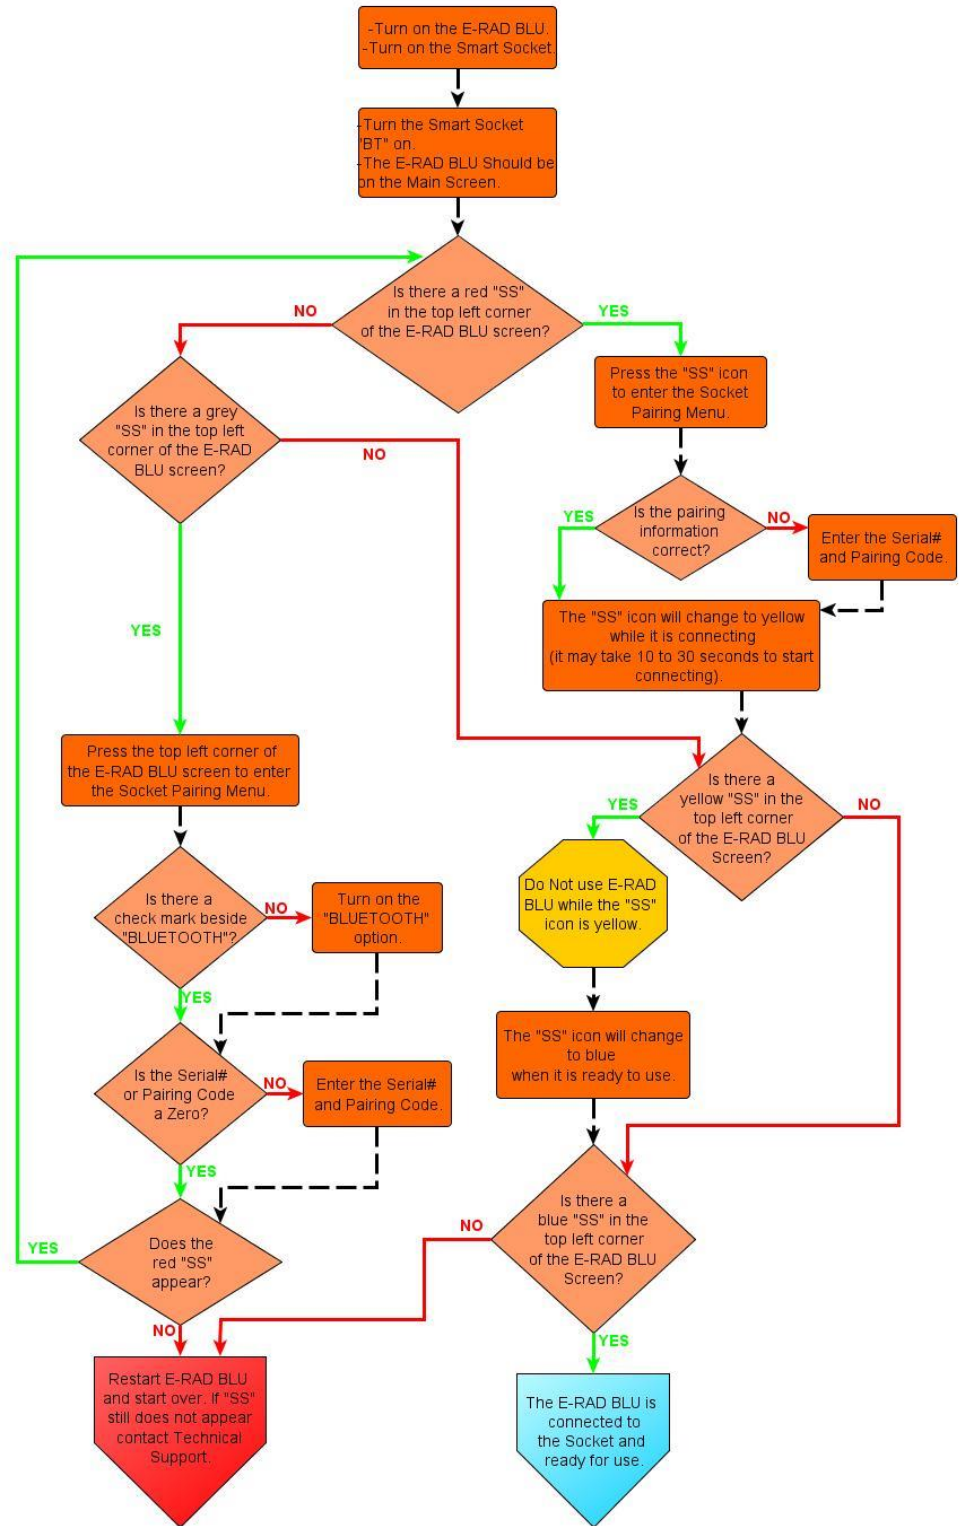 -Turn on the E-RAD BLU.
-Turn on the Smart Socket.
-Turn the Smart Socket
"BT" on.
-The E-RAD BLU Should be
on the Main Screen.
Is there a red "SS"
in the top left corner
of the E-RAD BLU screen?
NO
YES
Press the "SS" icon
to enter the Socket
Pairing Menu.
Is there a grey
"SS" in the top left
corner of the E-RAD
BLU screen?
NO
YES
Is the pairing
information
correct?
YES
NO
Enter the Serial#
and Pairing Code.
The "SS" icon will change to yellow
while it is connecting
(it may take 10 to 30 seconds to start
connecting).
Press the top left corner of
the E-RAD BLU screen to enter
the Socket Pairing Menu.
Is there a
yellow "SS" in the
top left corner
of the E-RAD BLU
Screen?
YES
NO
Do Not use E-RAD
BLU while the "SS"
icon is yellow.
Is there a
check mark beside
"BLUETOOTH"?
NO
YES
Turn on the
"BLUETOOTH"
option.
The "SS" icon will change
to blue
when it is ready to use.
Is the Serial#
or Pairing Code
a Zero?
NO
YES
Enter the Serial#
and Pairing Code.
Is there a
blue "SS" in the
top left corner
of the E-RAD BLU
Screen?
NO
YES
Does the
red "SS"
appear?
YES
NO
Restart E-RAD BLU
and start over. If "SS"
still does not appear
contact Technical
Support.
The E-RAD BLU is
connected to
the Socket and
ready for use.